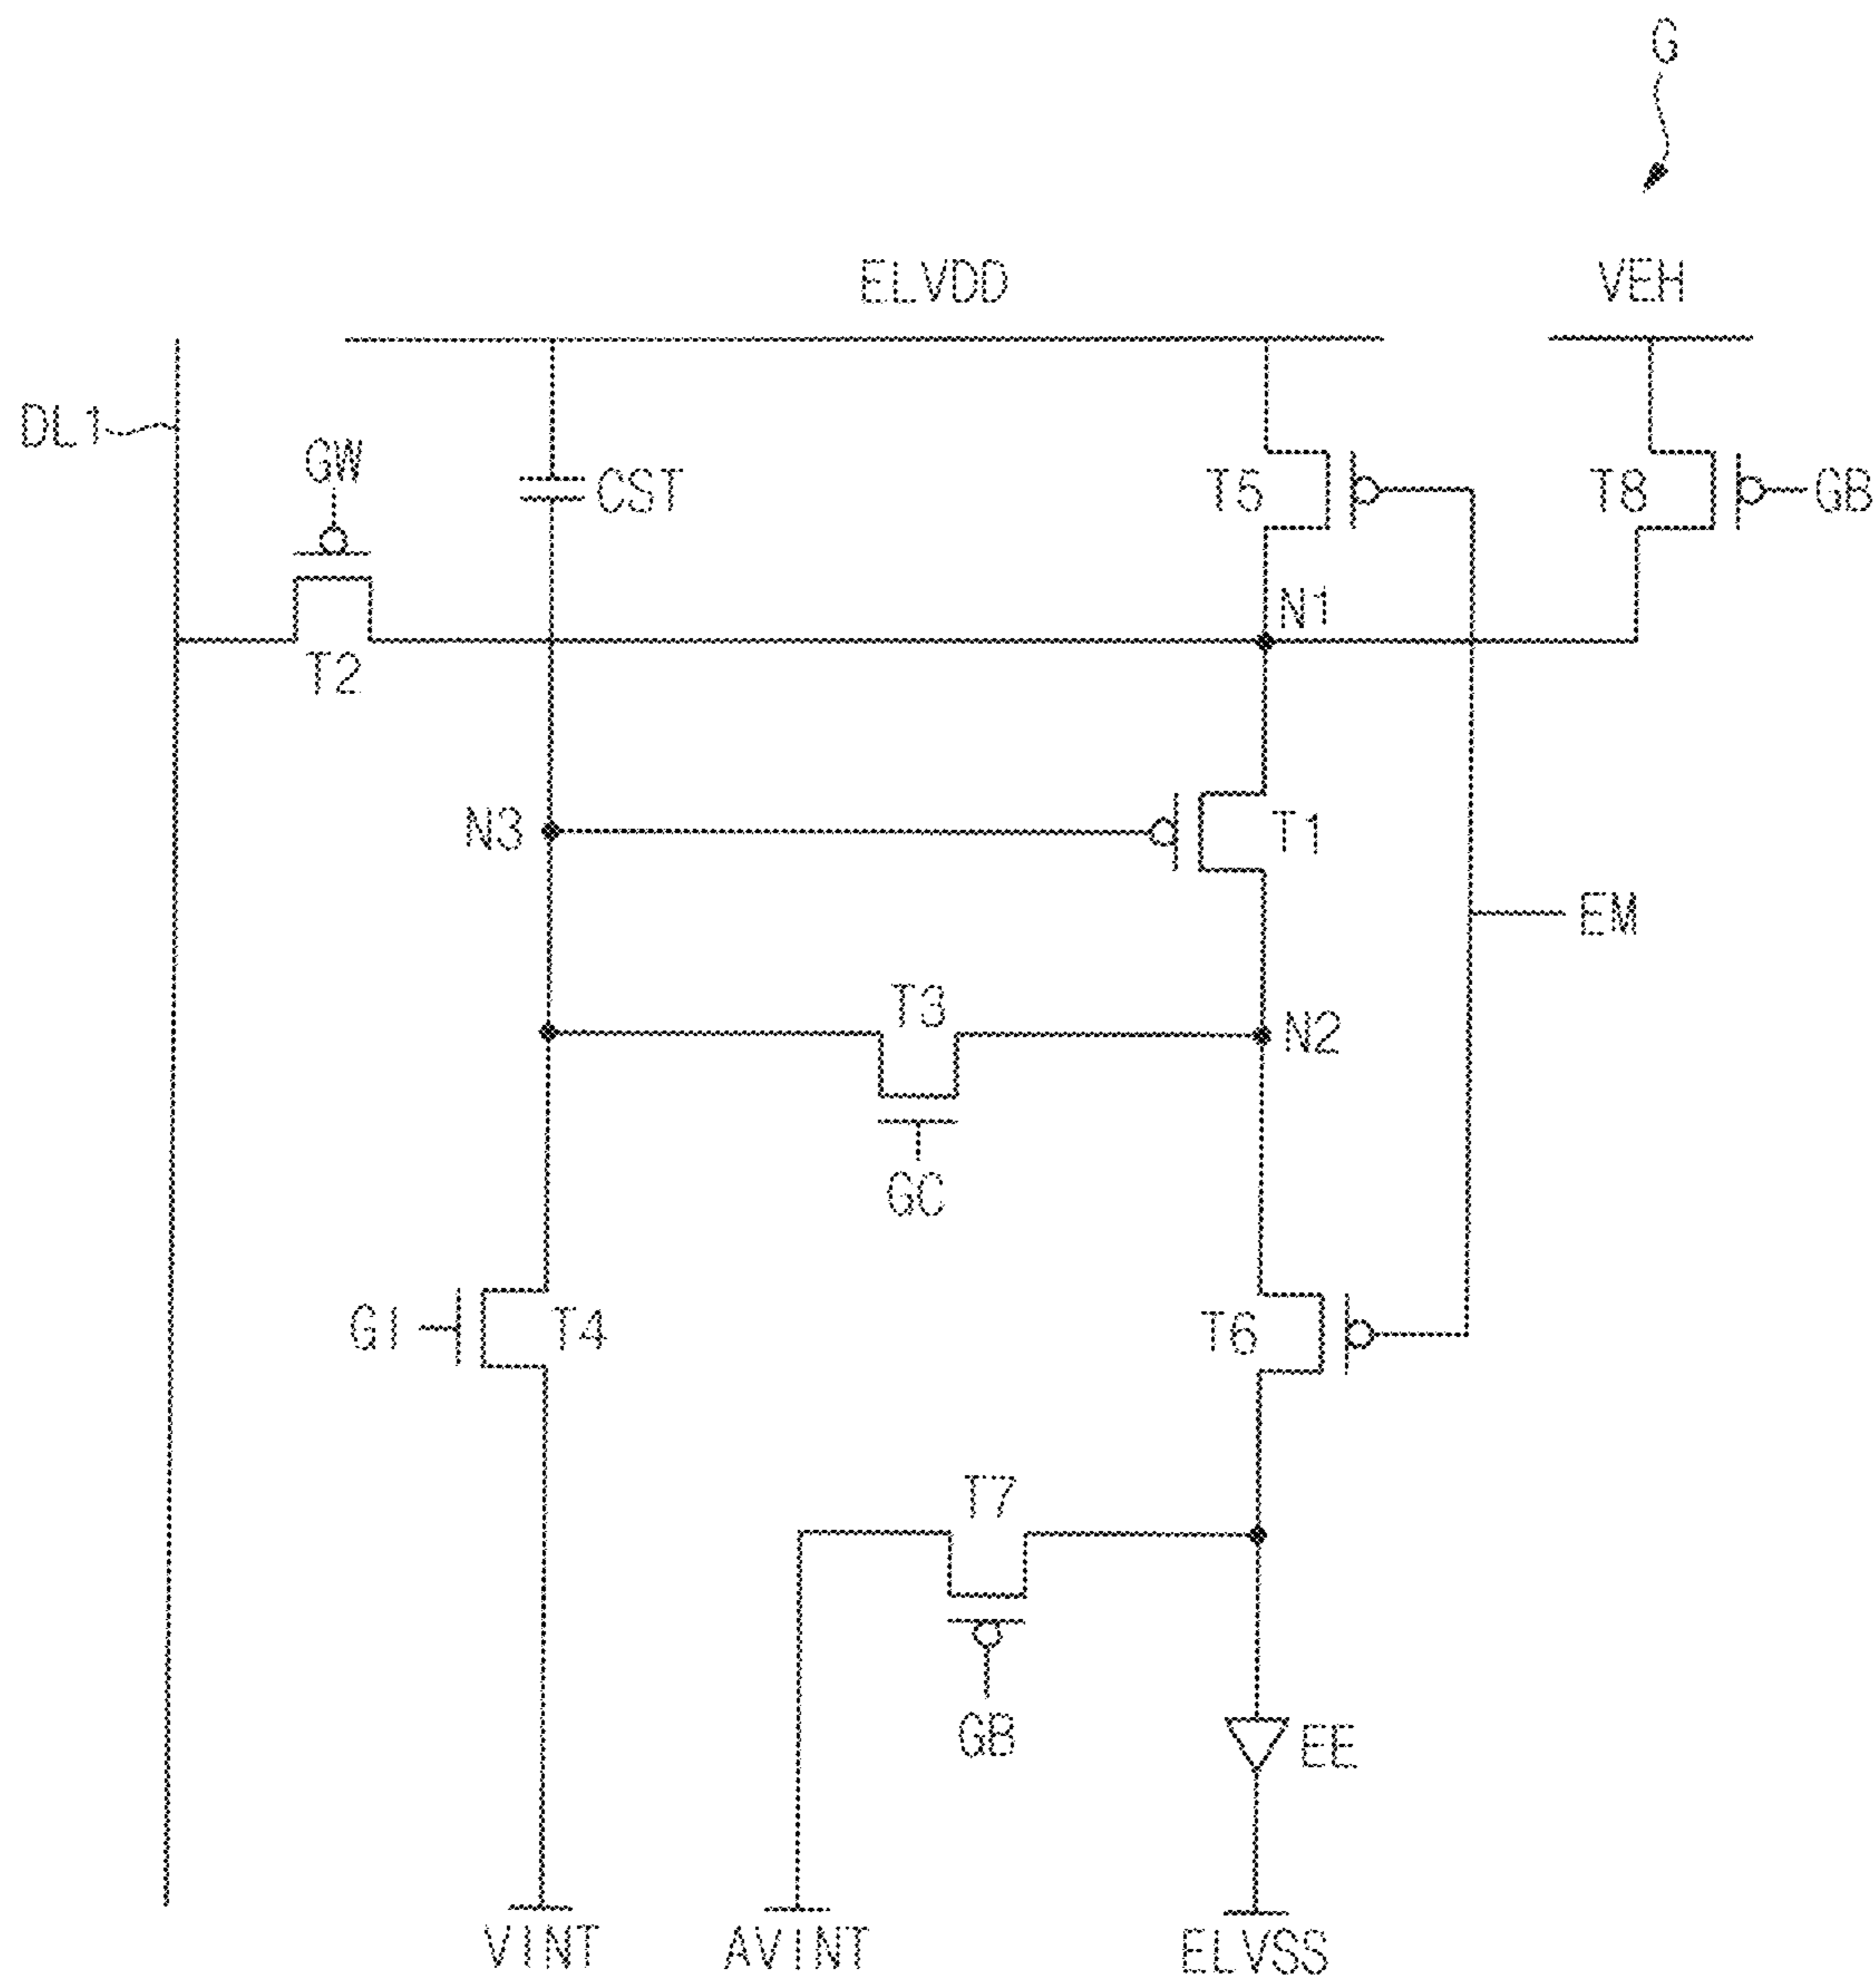 G
ELVDD
VEH
DL1
GW
CST
T5
T8
GB
N1
T2
N3
T1
EM
T3
N2
GC
GI
T4
T6
T7
GB
EE
VINT
AVINT
ELVSS